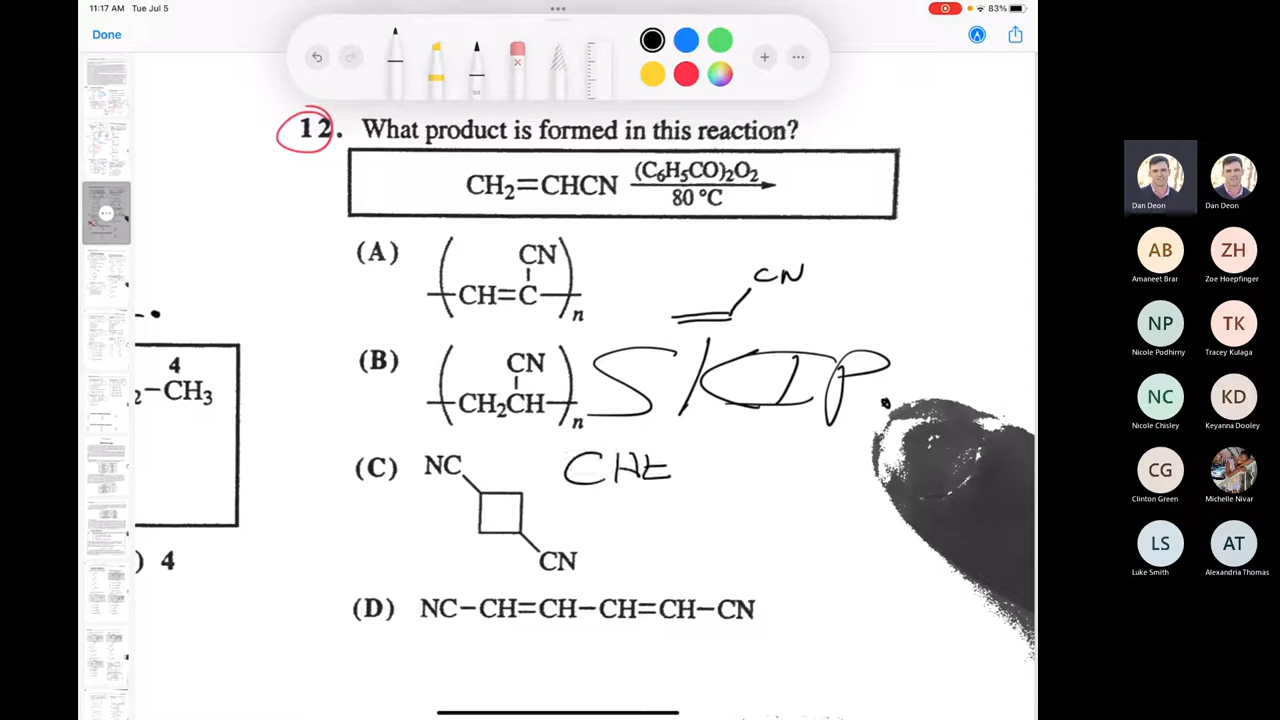 11:17 AM Tue Jul 5
83%
Done
12. What product is formed in this reaction?
CH₂=CHCN (C₆H₅CO)₂O₂
80 °C
(A) CN
CH=C n
CN
(B) CN
CH₂CH n
SKIP.
(C) NC
CHE
CN
(D) NC−CH=CH−CH=CH−CN
4
−CH₃
) 4
Dan Deon Dan Deon
AB ZH
Amaneet Brar Zoe Hoepfinger
NP TK
Nicole Podhirny Tracey Kulaga
NC KD
Nicole Chisley Keyanna Dooley
CG
Clinton Green Michelle Nivar
LS AT
Luke Smith Alexandria Thomas